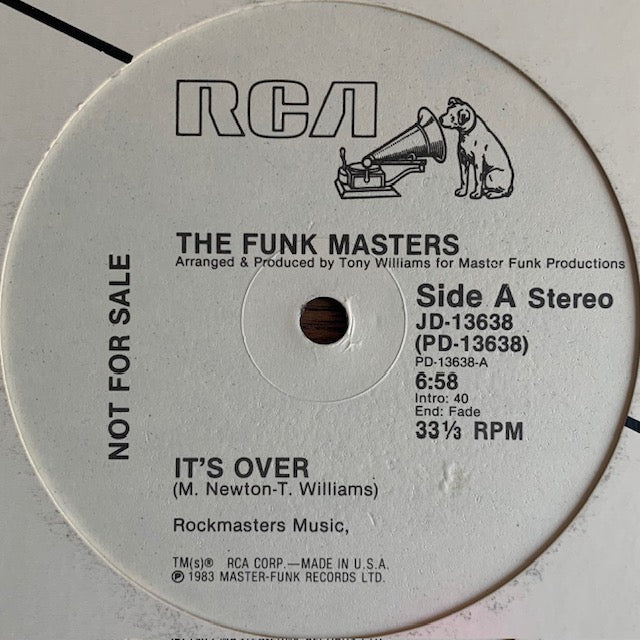 RCA
THE FUNK MASTERS
Arranged & Produced by Tony Williams for Master Funk Productions
NOT FOR SALE
Side A Stereo
JD-13638
(PD-13638)
PD-13638-A
6:58
Intro: 40
End: Fade
33⅓ RPM
IT'S OVER
(M. Newton-T. Williams)
Rockmasters Music,
TM(s)® RCA CORP.—MADE IN U.S.A.
℗ 1983 MASTER-FUNK RECORDS LTD.